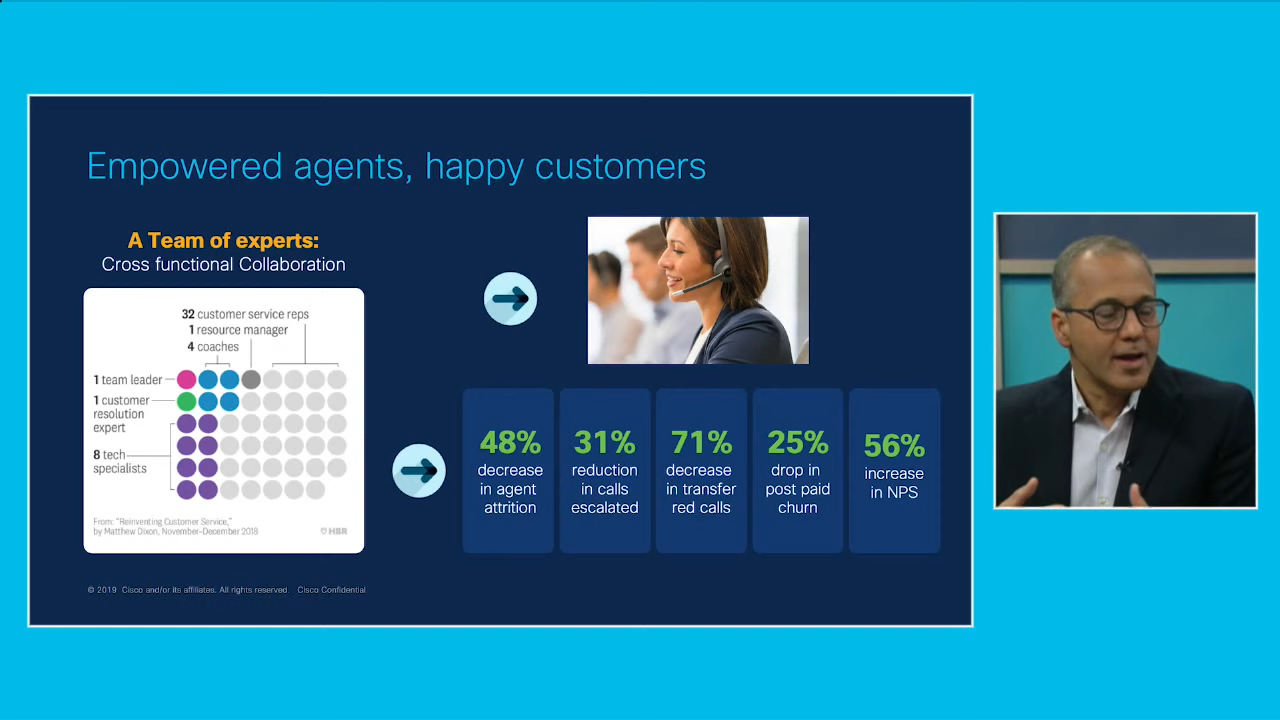 Empowered agents, happy customers
A Team of experts:
Cross functional Collaboration
32 customer service reps
1 resource manager
4 coaches
1 team leader
1 customer
resolution
expert
8 tech
specialists
From: "Reinventing Customer Service,"
by Matthew Dixon, November-December 2018
HBR
48%
decrease
in agent
attrition
31%
reduction
in calls
escalated
71%
decrease
in transfer
red calls
25%
drop in
post paid
churn
56%
increase
in NPS
© 2019 Cisco and/or its affiliates. All rights reserved. Cisco Confidential